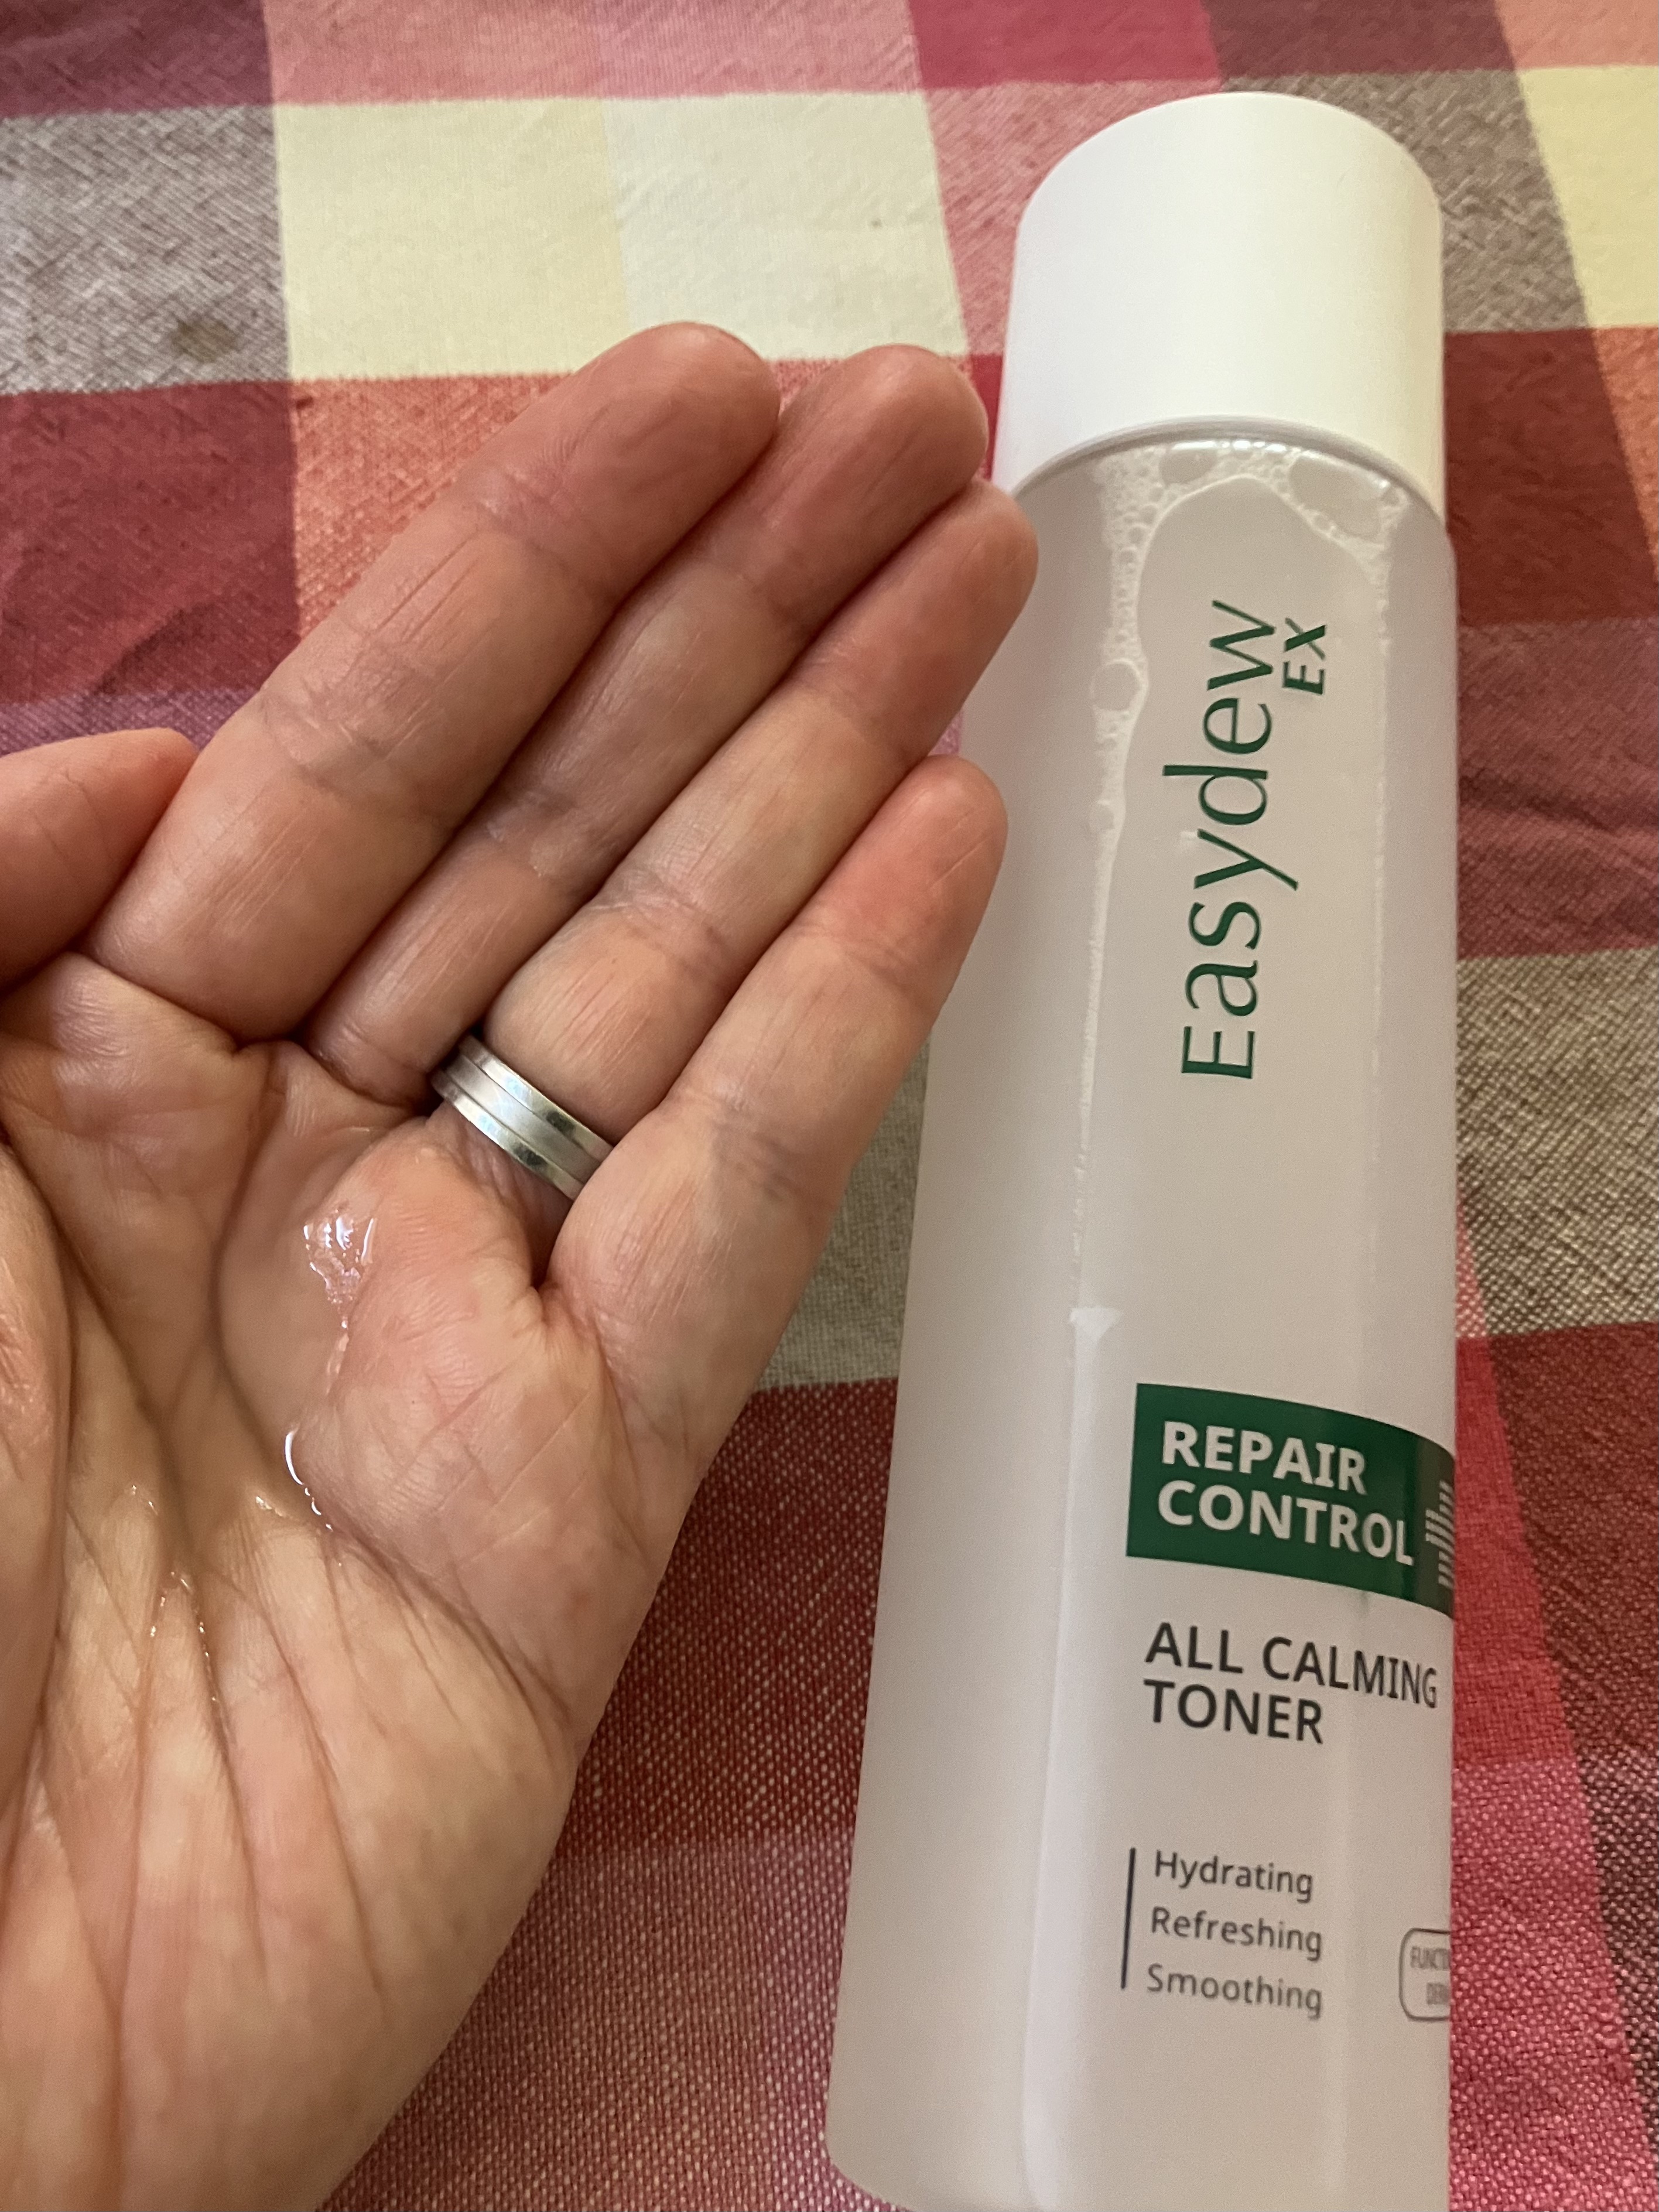 Easydew
EX
REPAIR
CONTROL
ALL CALMING
TONER
Hydrating
Refreshing
Smoothing